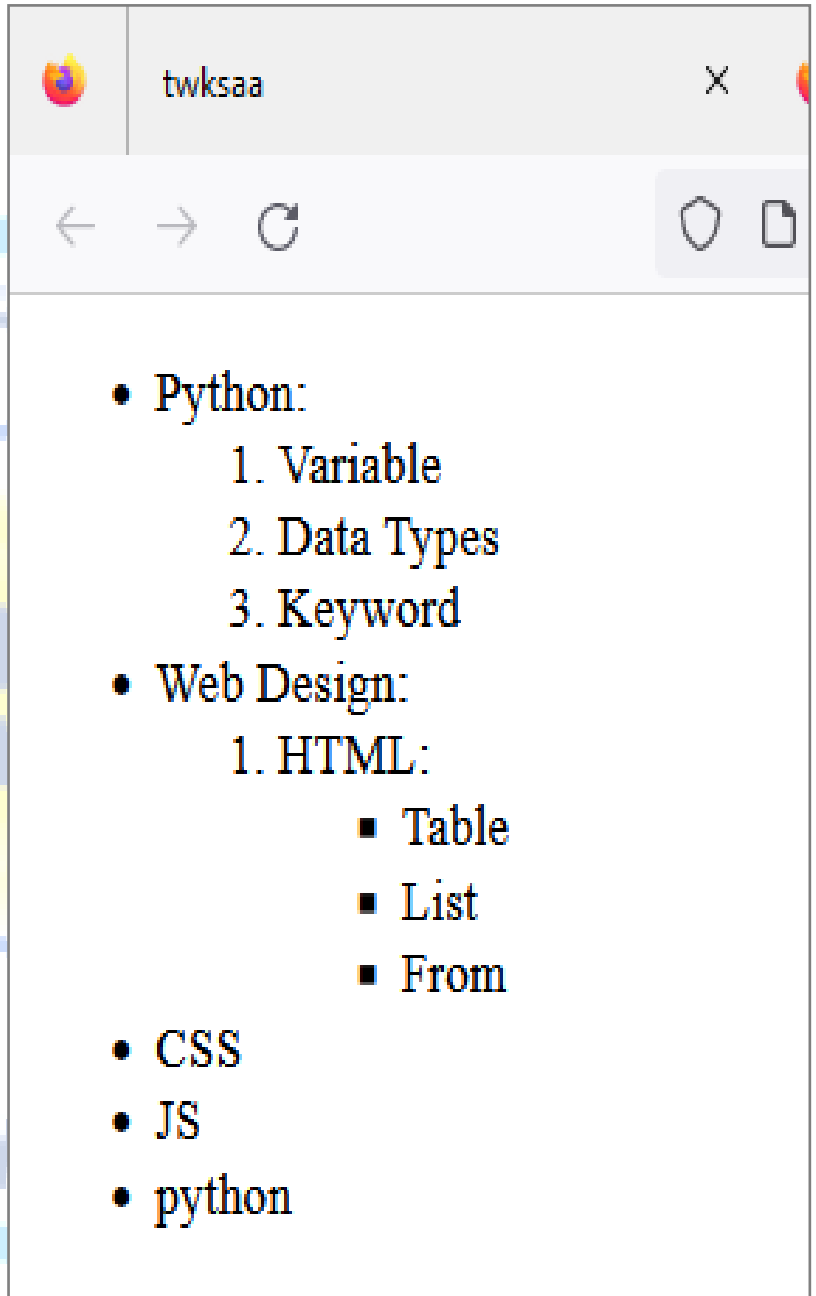 twksaa
• Python:
1. Variable
2. Data Types
3. Keyword
• Web Design:
1. HTML:
▪ Table
▪ List
▪ From
• CSS
• JS
• python